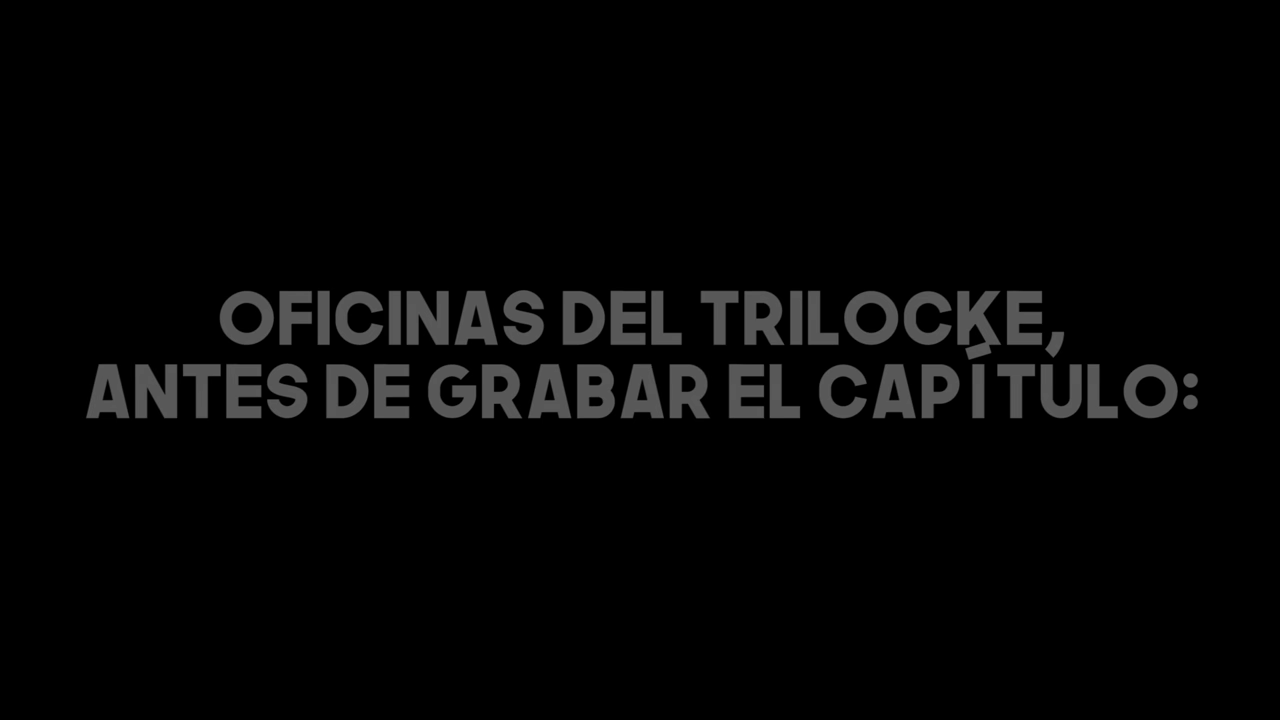 OFICINAS DEL TRILOCKE,
ANTES DE GRABAR EL CAPÍTULO: